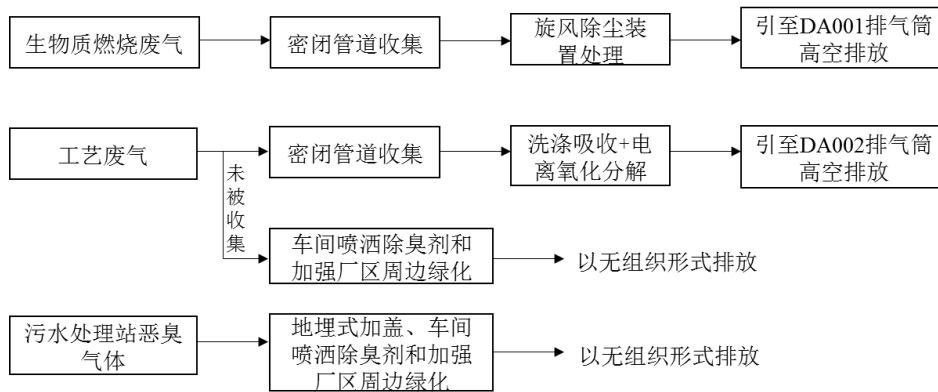 生物质燃烧废气
密闭管道收集
旋风除尘装
置处理
引至DA001排气筒
高空排放
工艺废气
未
被
收
集
密闭管道收集
洗涤吸收+电
离氧化分解
引至DA002排气筒
高空排放
车间喷洒除臭剂和
加强厂区周边绿化
以无组织形式排放
污水处理站恶臭
气体
地埋式加盖、车间
喷洒除臭剂和加强
厂区周边绿化
以无组织形式排放